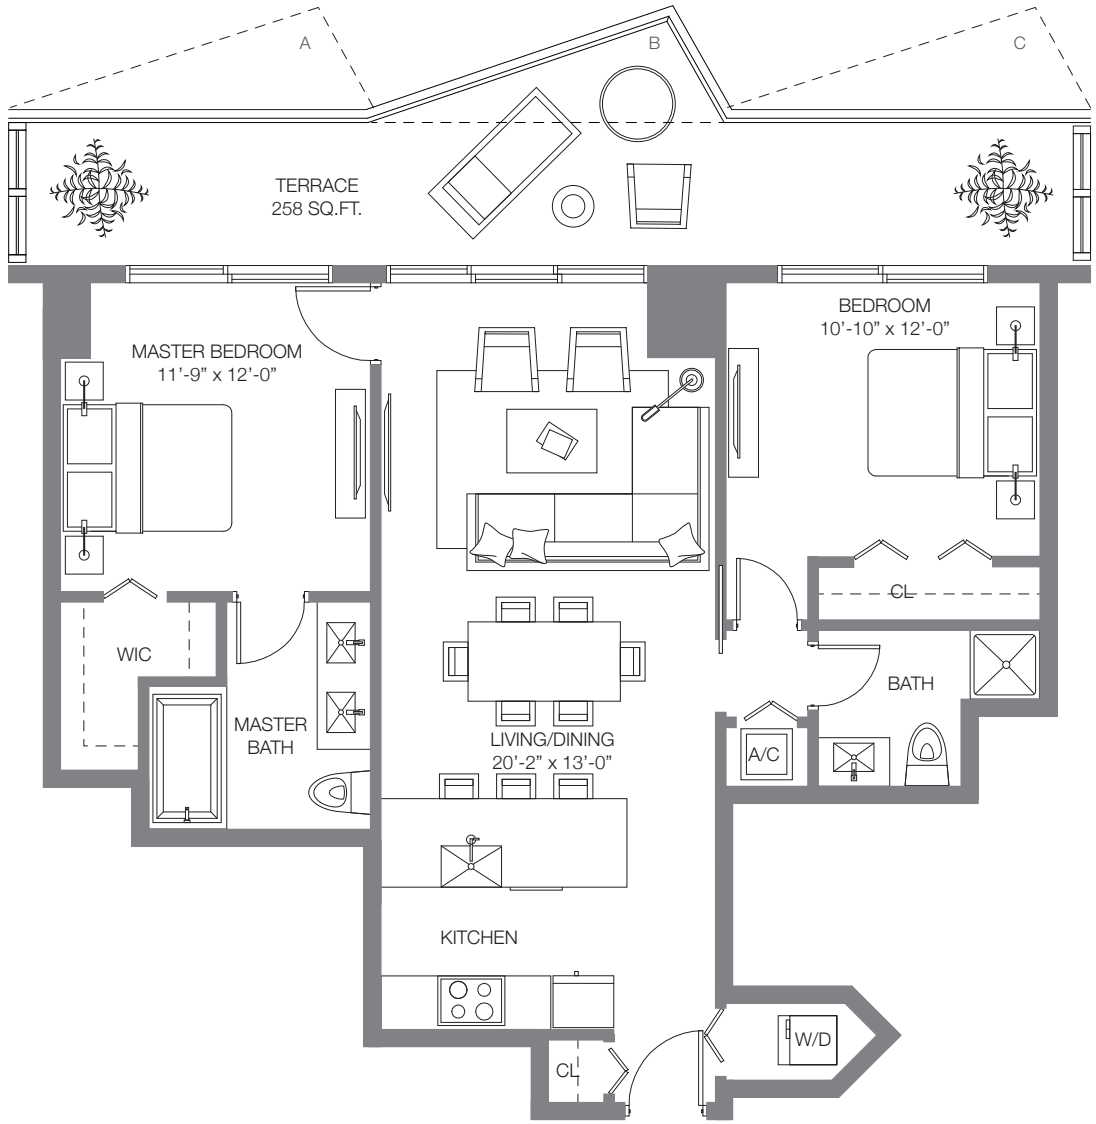 A
B
C
TERRACE
258 SQ.FT.
BEDROOM
10'-10” x 12'-0”
MASTER BEDROOM
11'-9” x 12'-0”
CL
WIC
BATH
MASTER
BATH
LIVING/DINING
20'-2” x 13'-0”
A/C
KITCHEN
W/D
CL